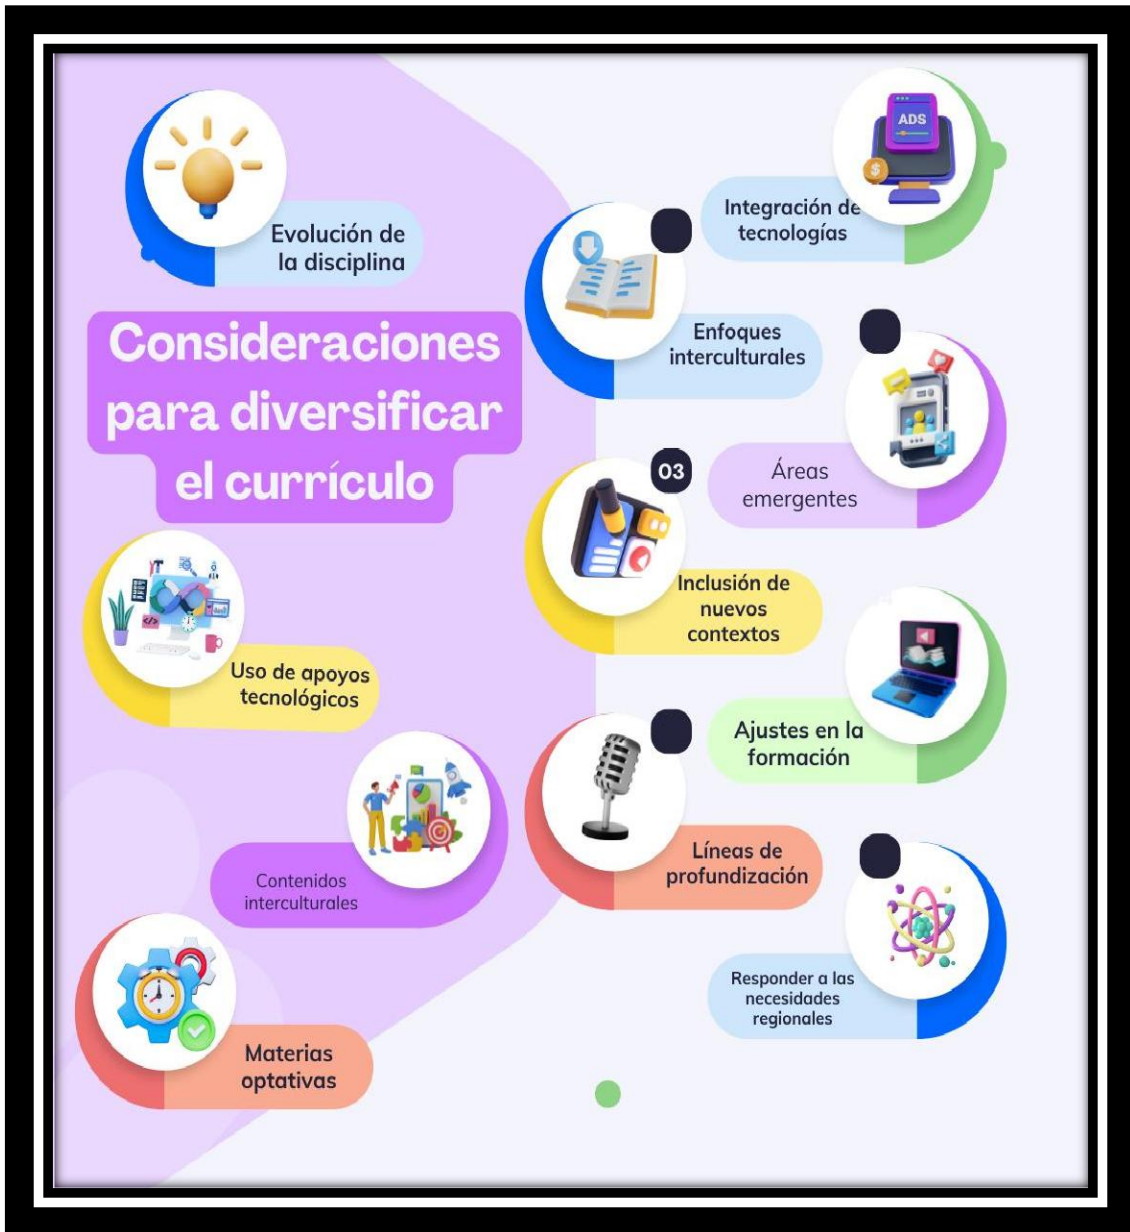 Evolución de
la disciplina
Consideraciones
para diversificar
el currículo
Uso de apoyos
tecnológicos
Contenidos
interculturales
Materias
optativas
ADS
$
Integración de
tecnologías
Enfoques
interculturales
03
Áreas
emergentes
Inclusión de
nuevos
contextos
Ajustes en la
formación
Líneas de
profundización
Responder a las
necesidades
regionales